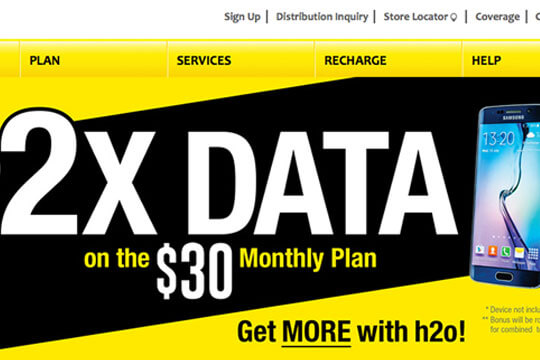 Sign Up | Distribution Inquiry | Store Locator | Coverage |
PLAN SERVICES RECHARGE HELP
2X DATA
on the $30 Monthly Plan
SAMSUNG
13:20
Get MORE with h2o!
* Device not inclu
** Bonus will be ro
for combined